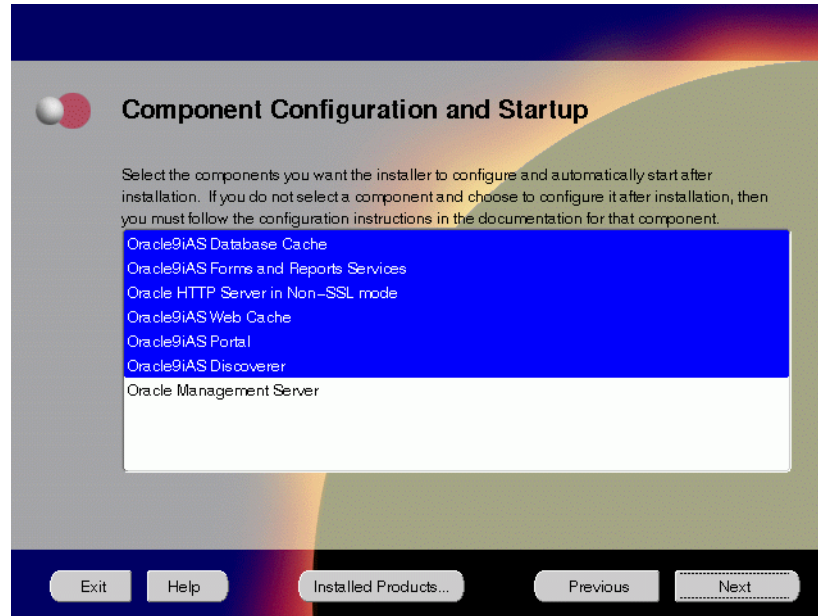 Component Configuration and Startup
Select the components you want the installer to configure and automatically start after
installation. If you do not select a component and choose to configure it after installation, then
you must follow the configuration instructions in the documentation for that component.
Oracle9iAS Database Cache
Oracle9iAS Forms and Reports Services
Oracle HTTP Server in Non-SSL mode
Oracle9iAS Web Cache
Oracle9iAS Portal
Oracle9iAS Discoverer
Oracle Management Server
Exit
Help
Installed Products...
Previous
Next